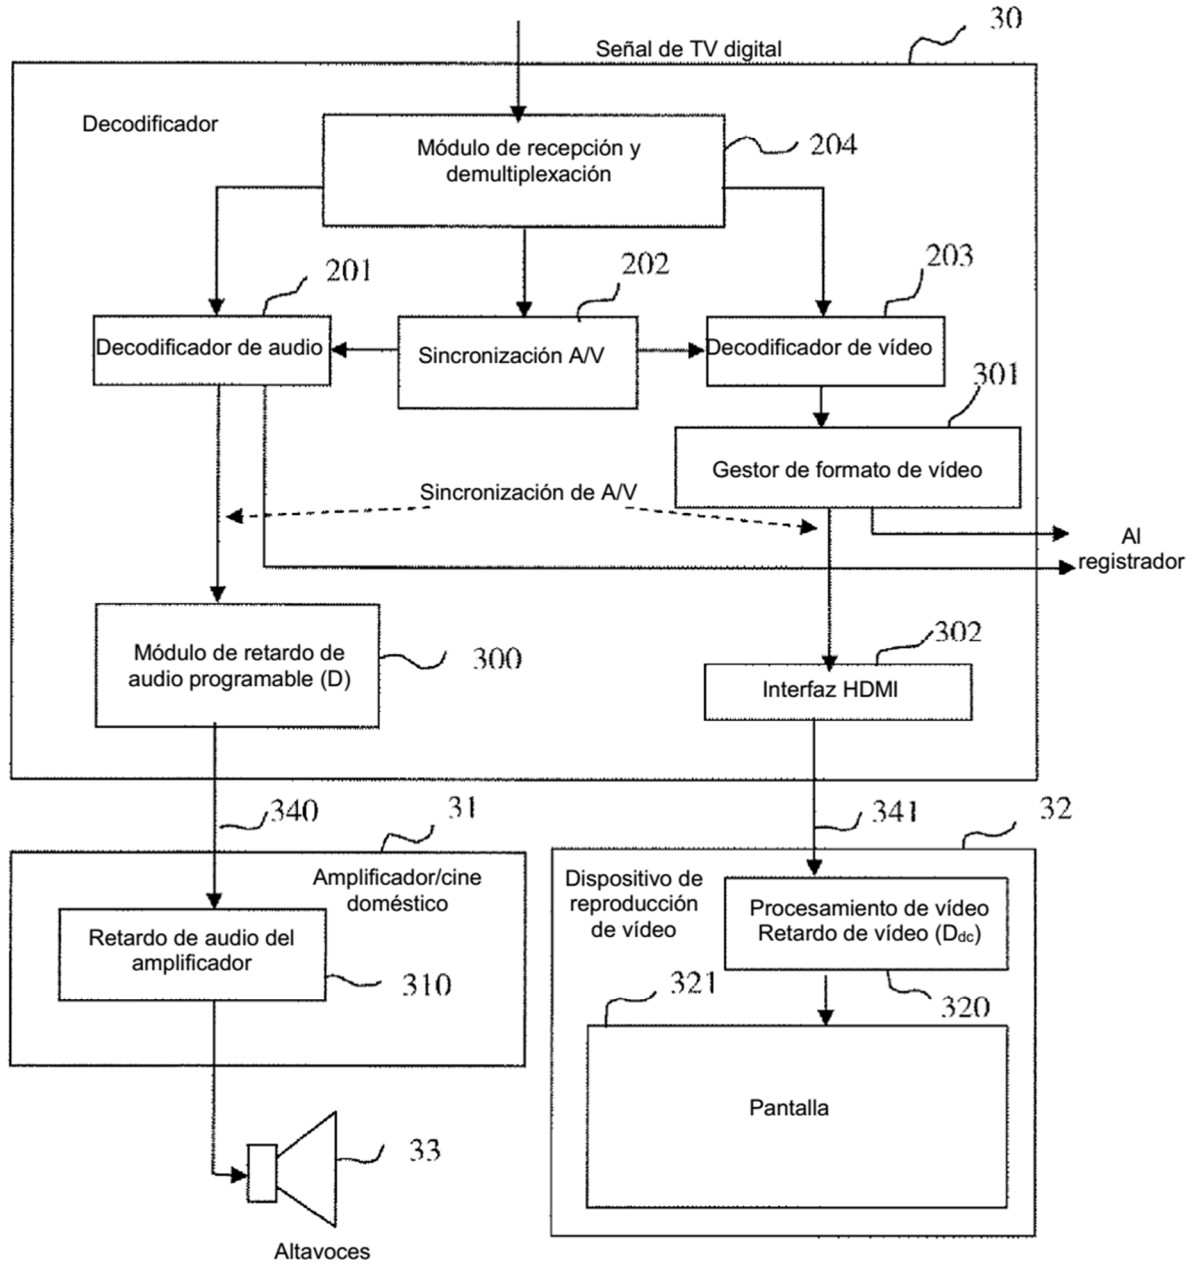 30
Señal de TV digital
Decodificador
Módulo de recepción y
demultiplexación
204
201
202
203
Decodificador de audio
Sincronización A/V
Decodificador de vídeo
301
Gestor de formato de vídeo
Sincronización de A/V
Al
registrador
Módulo de retardo de
audio programable (D)
300
302
Interfaz HDMI
340
31
341
32
Amplificador/cine
doméstico
Retardo de audio del
amplificador
310
Dispositivo de
reproducción
de vídeo
Procesamiento de vídeo
Retardo de vídeo (Ddc)
321
320
Pantalla
33
Altavoces